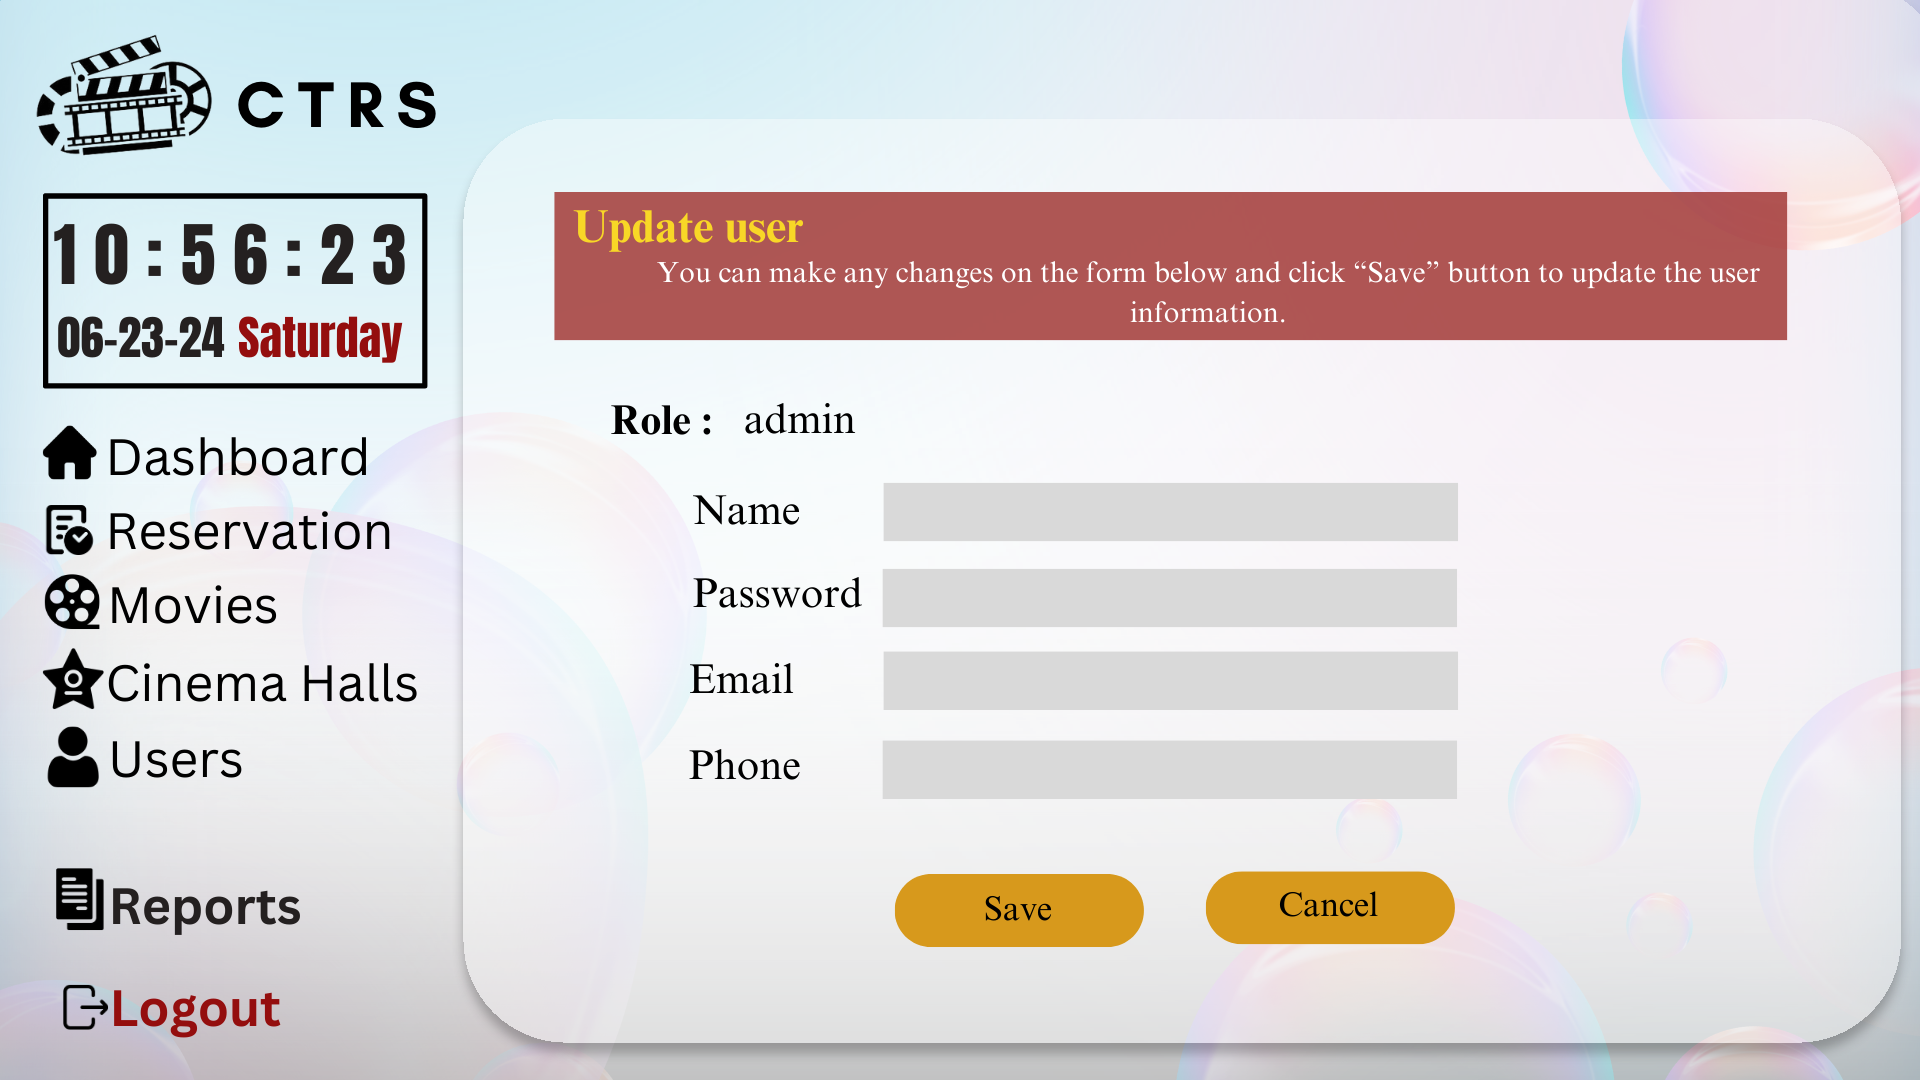 CTRS
10:56:23
06-23-24 Saturday
Dashboard
Reservation
Movies
Cinema Halls
Users
Reports
Logout
Update user
You can make any changes on the form below and click “Save” button to update the user
information.
Role : admin
Name
Password
Email
Phone
Save
Cancel